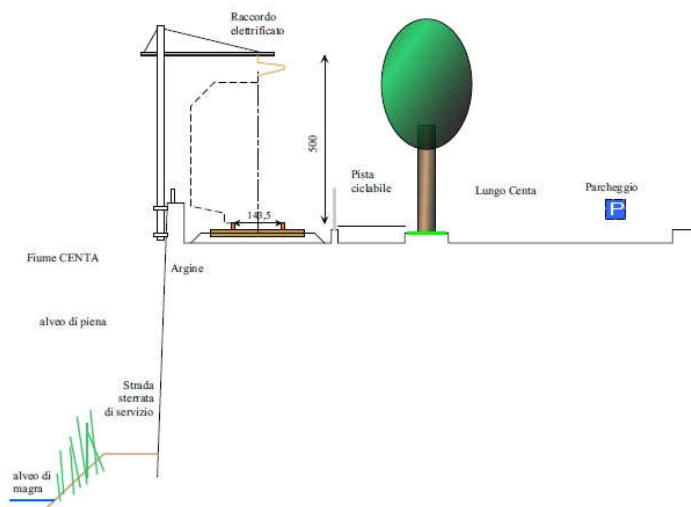 Raccordo
elettrificato
500
Pista
ciclabile
Lungo Centa
Parcheggio
P
143,5
Fiume CENTA
Argine
alveo di piena
Strada
sterrata
di servizio
alveo di
magra